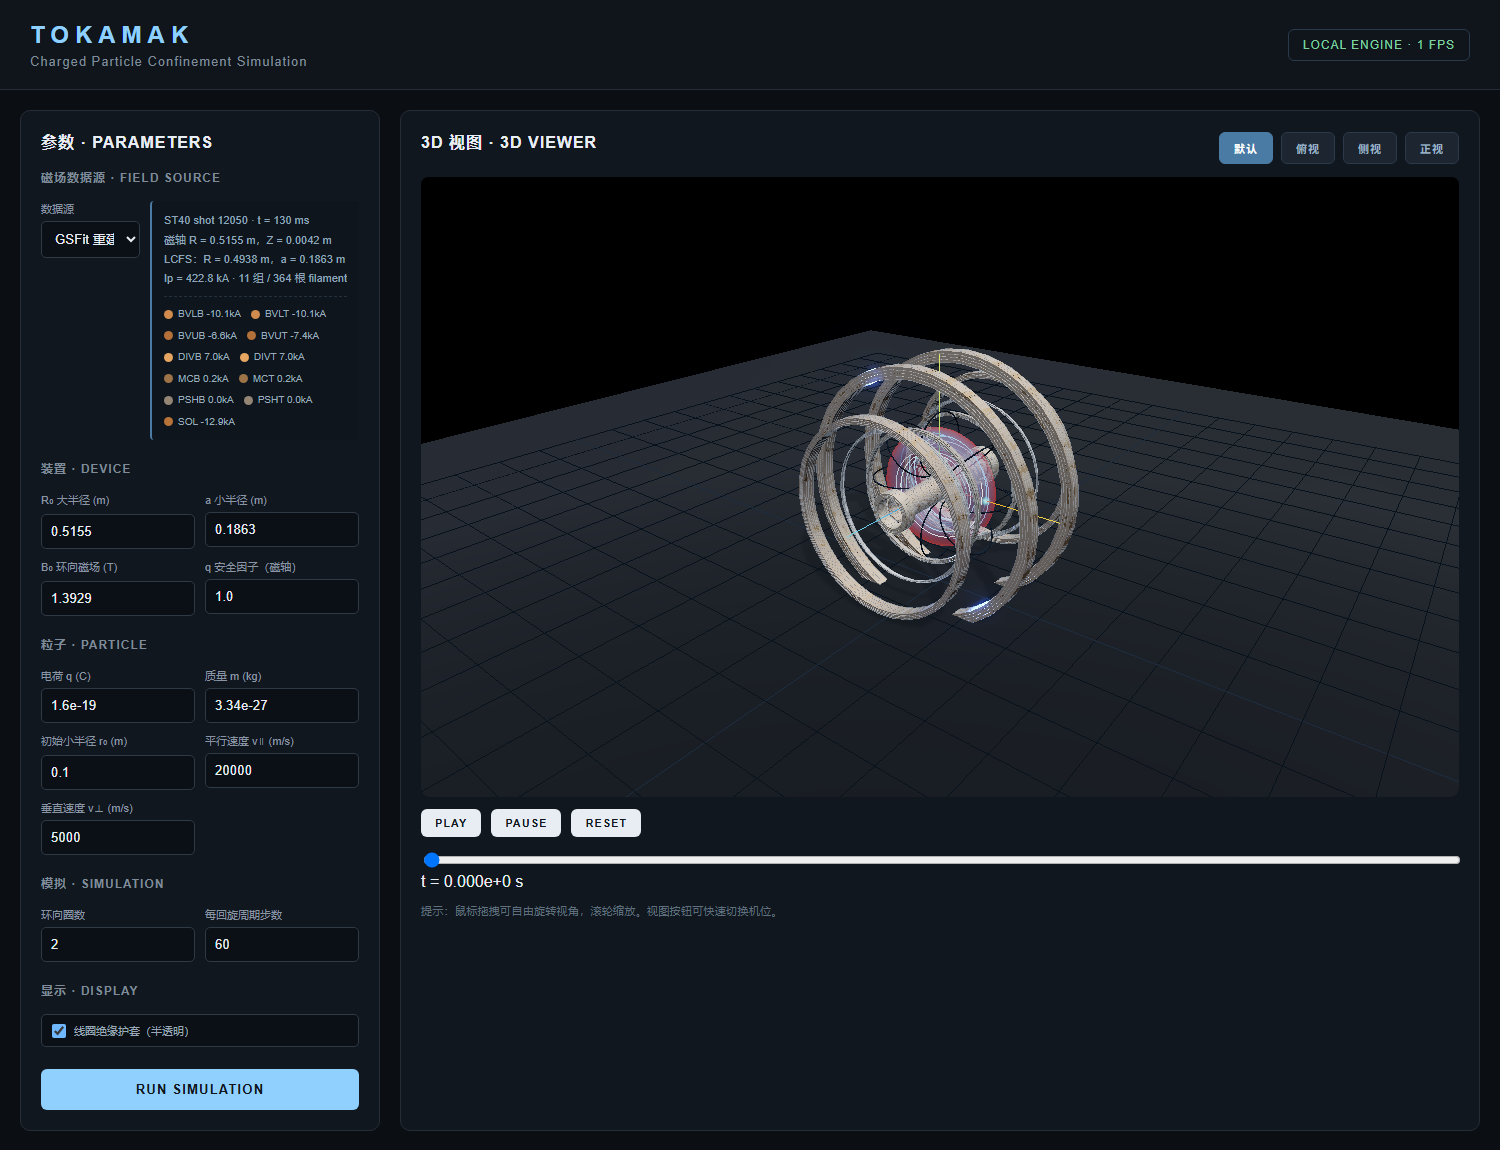 TOKAMAK
Charged Particle Confinement Simulation
LOCAL ENGINE · 1 FPS
参数 · PARAMETERS
磁场数据源 · FIELD SOURCE
数据源
GSFit 重建
ST40 shot 12050 · t = 130 ms
磁轴 R = 0.5155 m，Z = 0.0042 m
LCFS：R = 0.4938 m，a = 0.1863 m
Ip = 422.8 kA · 11 组 / 364 根 filament
BVLB -10.1kA BVLT -10.1kA
BVUB -6.6kA BVUT -7.4kA
DIVB 7.0kA DIVT 7.0kA
MCB 0.2kA MCT 0.2kA
PSHB 0.0kA PSHT 0.0kA
SOL -12.9kA
装置 · DEVICE
R₀ 大半径 (m) a 小半径 (m)
0.5155 0.1863
B₀ 环向磁场 (T) q 安全因子（磁轴）
1.3929 1.0
粒子 · PARTICLE
电荷 q (C) 质量 m (kg)
1.6e-19 3.34e-27
初始小半径 r₀ (m) 平行速度 v∥ (m/s)
0.1 20000
垂直速度 v⊥ (m/s)
5000
模拟 · SIMULATION
环向圈数 每回旋周期步数
2 60
显示 · DISPLAY
线圈绝缘护套（半透明）
RUN SIMULATION
3D 视图 · 3D VIEWER
默认 俯视 侧视 正视
PLAY PAUSE RESET
t = 0.000e+0 s
提示：鼠标拖拽可自由旋转视角，滚轮缩放。视图按钮可快速切换机位。